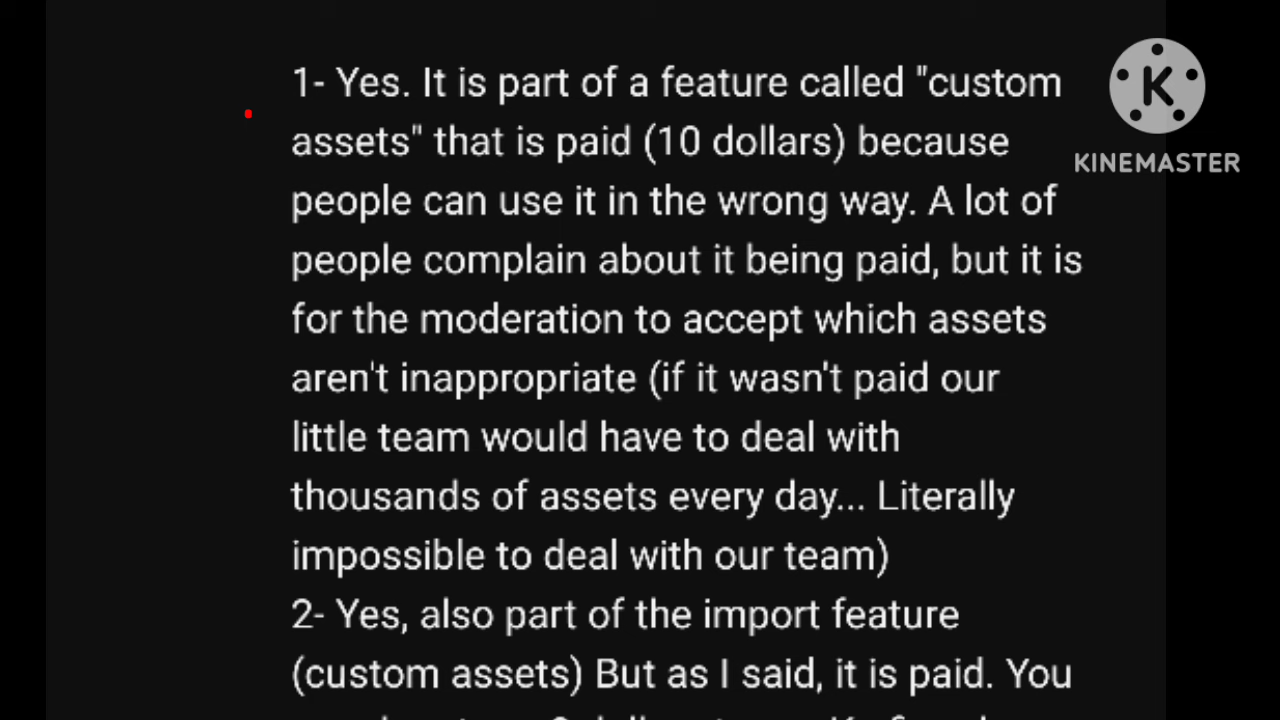 1- Yes. It is part of a feature called "custom
assets" that is paid (10 dollars) because
people can use it in the wrong way. A lot of
people complain about it being paid, but it is
for the moderation to accept which assets
aren't inappropriate (if it wasn't paid our
little team would have to deal with
thousands of assets every day... Literally
impossible to deal with our team)
2- Yes, also part of the import feature
(custom assets) But as I said, it is paid. You
K
KINEMASTER